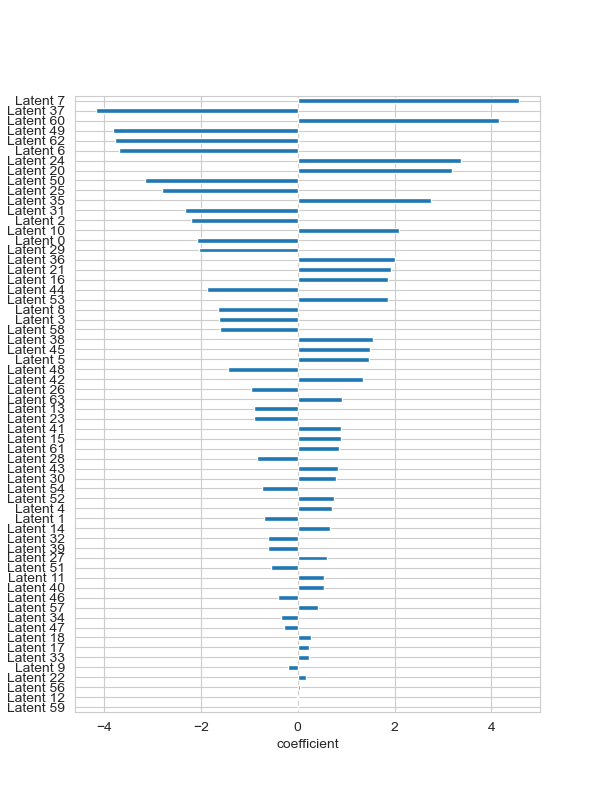 Latent 7
Latent 37
Latent 60
Latent 49
Latent 62
Latent 6
Latent 24
Latent 20
Latent 50
Latent 25
Latent 35
Latent 31
Latent 2
Latent 10
Latent 0
Latent 29
Latent 36
Latent 21
Latent 16
Latent 44
Latent 53
Latent 8
Latent 3
Latent 58
Latent 38
Latent 45
Latent 5
Latent 48
Latent 42
Latent 26
Latent 63
Latent 13
Latent 23
Latent 41
Latent 15
Latent 61
Latent 28
Latent 43
Latent 30
Latent 54
Latent 52
Latent 4
Latent 1
Latent 14
Latent 32
Latent 39
Latent 27
Latent 51
Latent 11
Latent 40
Latent 46
Latent 57
Latent 34
Latent 47
Latent 18
Latent 17
Latent 33
Latent 9
Latent 22
Latent 56
Latent 12
Latent 59
−4 −2 0 2 4
coefficient